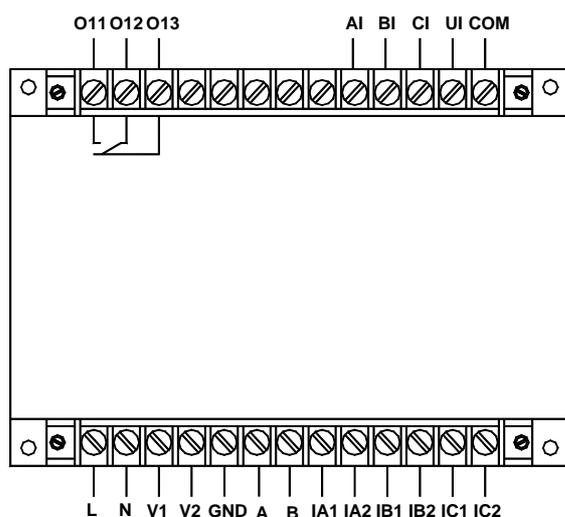 O11 O12 O13 AI BI CI UI COM
L N V1 V2 GND A B IA1 IA2 IB1 IB2 IC1 IC2